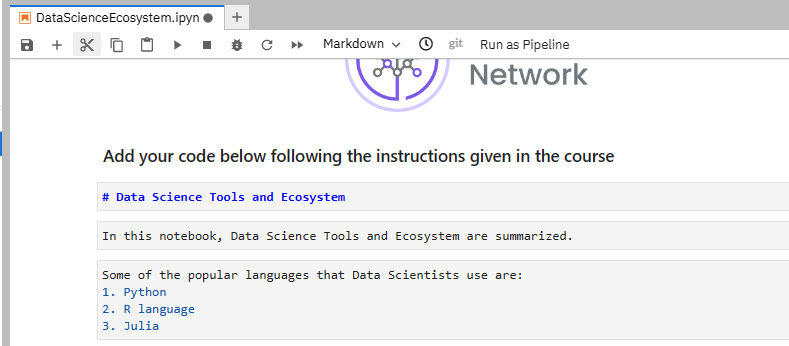 DataScienceEcosystem.ipyn
Markdown git Run as Pipeline
Network
Add your code below following the instructions given in the course
# Data Science Tools and Ecosystem
In this notebook, Data Science Tools and Ecosystem are summarized.
Some of the popular languages that Data Scientists use are:
1. Python
2. R language
3. Julia